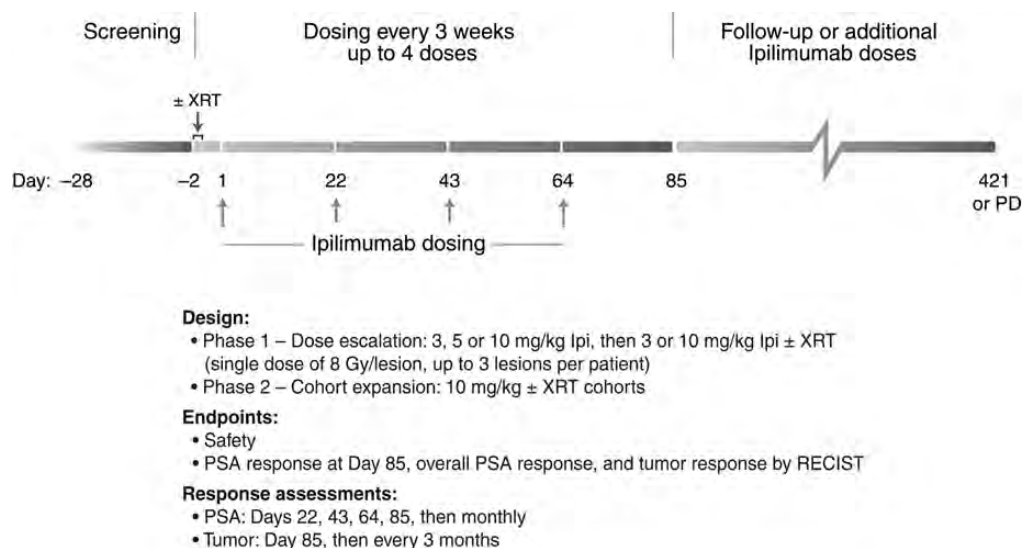 Screening
Dosing every 3 weeks
up to 4 doses
Follow-up or additional
Ipilimumab doses
± XRT
Day: –28 –2 1 22 43 64 85 421
or PD
Ipilimumab dosing
Design:
• Phase 1 – Dose escalation: 3, 5 or 10 mg/kg Ipi, then 3 or 10 mg/kg Ipi ± XRT
(single dose of 8 Gy/lesion, up to 3 lesions per patient)
• Phase 2 – Cohort expansion: 10 mg/kg ± XRT cohorts
Endpoints:
• Safety
• PSA response at Day 85, overall PSA response, and tumor response by RECIST
Response assessments:
• PSA: Days 22, 43, 64, 85, then monthly
• Tumor: Day 85, then every 3 months